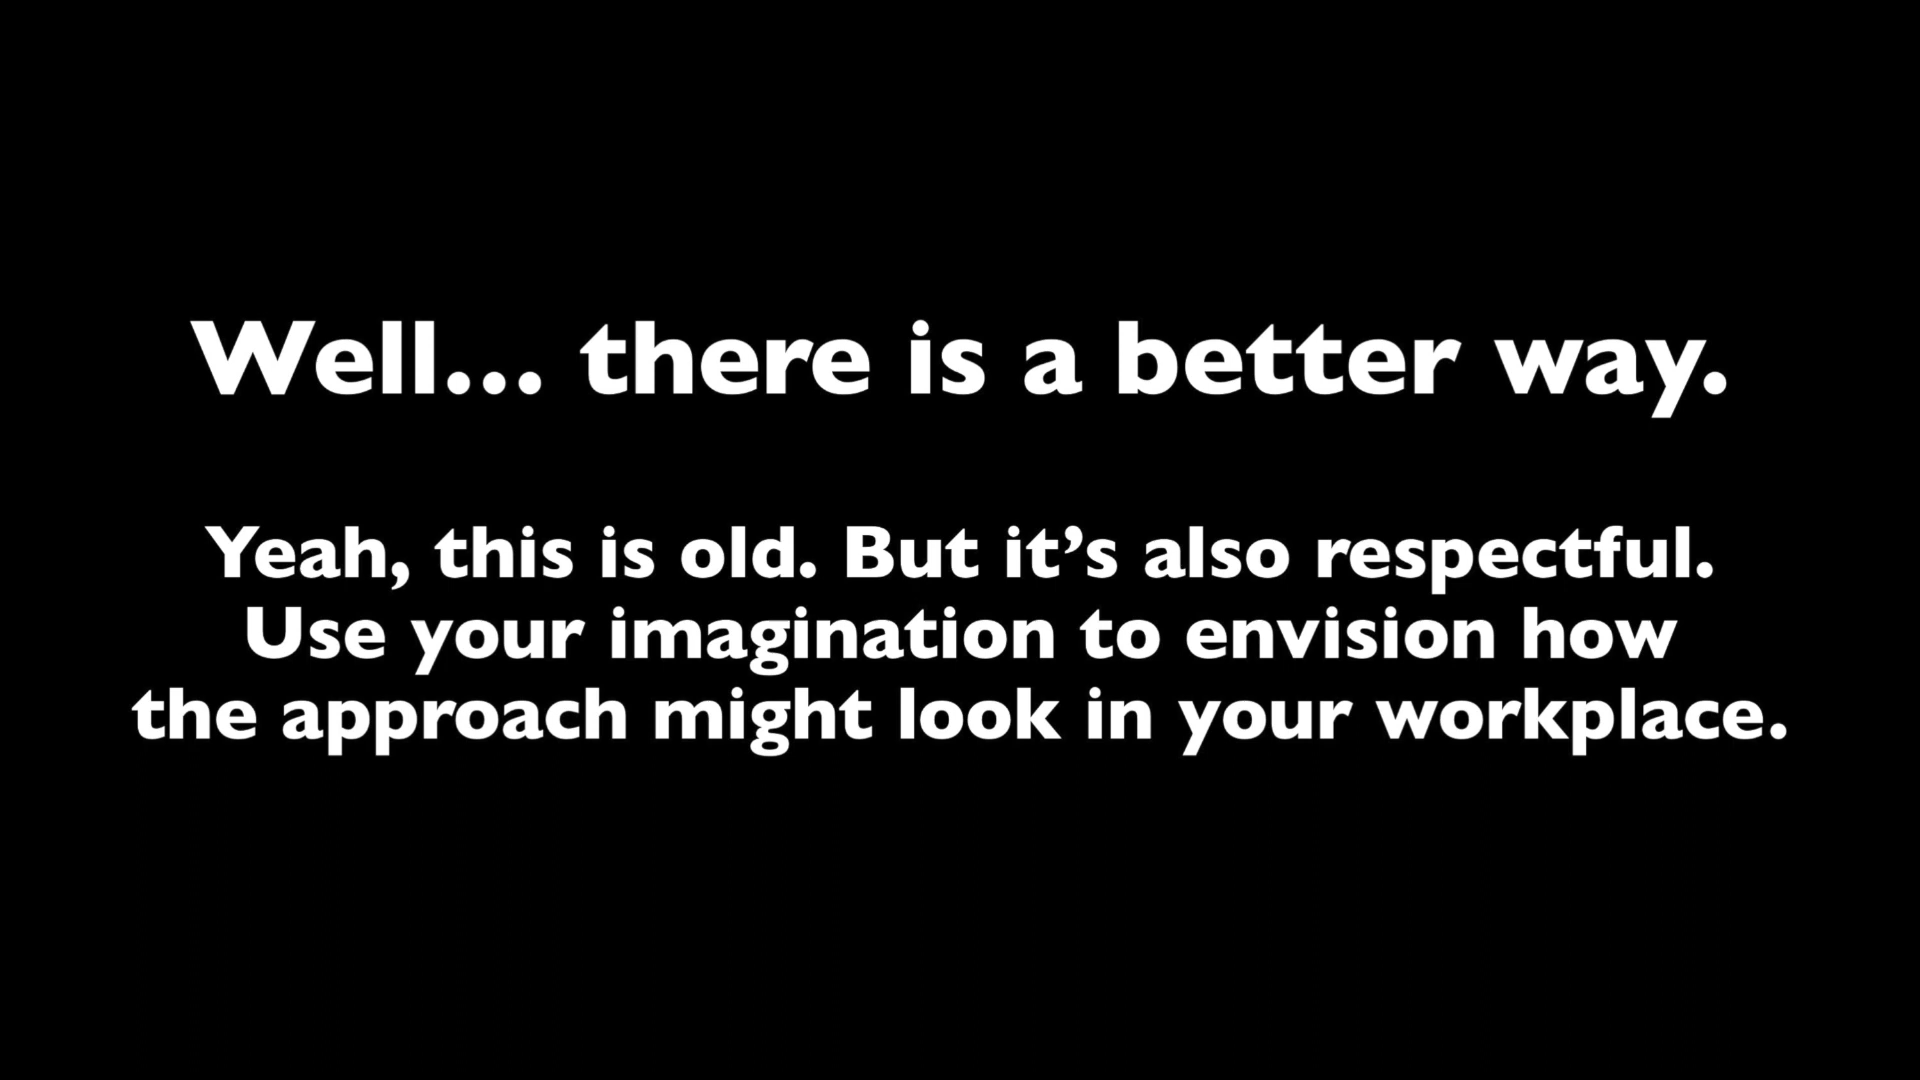 Well... there is a better way.
Yeah, this is old. But it’s also respectful.
Use your imagination to envision how
the approach might look in your workplace.